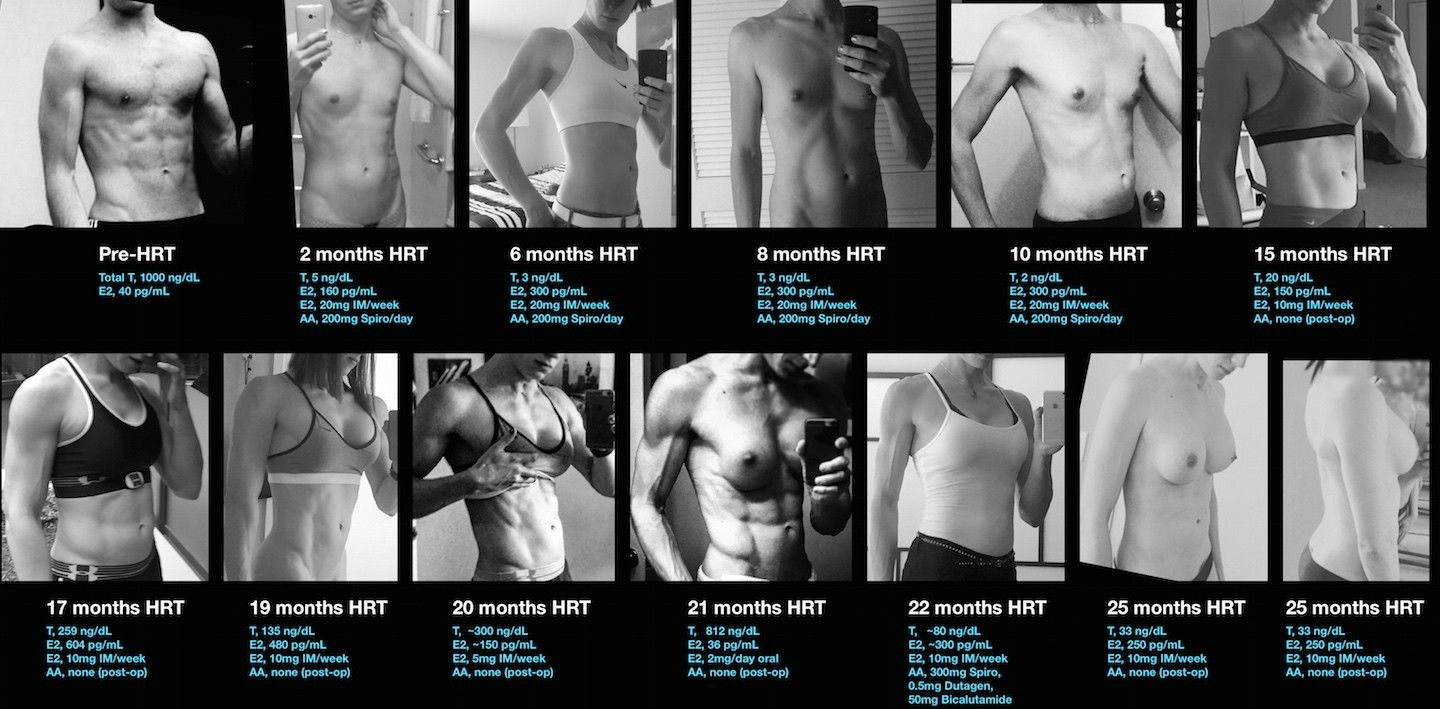 Pre-HRT
Total T, 1000 ng/dL
E2, 40 pg/mL
2 months HRT
T, 5 ng/dL
E2, 160 pg/mL
E2, 20mg IM/week
AA, 200mg Spiro/day
6 months HRT
T, 3 ng/dL
E2, 300 pg/mL
E2, 20mg IM/week
AA, 200mg Spiro/day
8 months HRT
T, 3 ng/dL
E2, 300 pg/mL
E2, 20mg IM/week
AA, 200mg Spiro/day
10 months HRT
T, 2 ng/dL
E2, 300 pg/mL
E2, 20mg IM/week
AA, 200mg Spiro/day
15 months HRT
T, 20 ng/dL
E2, 150 pg/mL
E2, 10mg IM/week
AA, none (post-op)
17 months HRT
T, 259 ng/dL
E2, 604 pg/mL
E2, 10mg IM/week
AA, none (post-op)
19 months HRT
T, 135 ng/dL
E2, 480 pg/mL
E2, 10mg IM/week
AA, none (post-op)
20 months HRT
T, ~300 ng/dL
E2, ~150 pg/mL
E2, 5mg IM/week
AA, none (post-op)
21 months HRT
T, 812 ng/dL
E2, 36 pg/mL
E2, 2mg/day oral
AA, none (post-op)
22 months HRT
T, ~80 ng/dL
E2, ~300 pg/mL
E2, 10mg IM/week
AA, 300mg Spiro,
0.5mg Dutagen,
50mg Bicalutamide
25 months HRT
T, 33 ng/dL
E2, 250 pg/mL
E2, 10mg IM/week
AA, none (post-op)
25 months HRT
T, 33 ng/dL
E2, 250 pg/mL
E2, 10mg IM/week
AA, none (post-op)